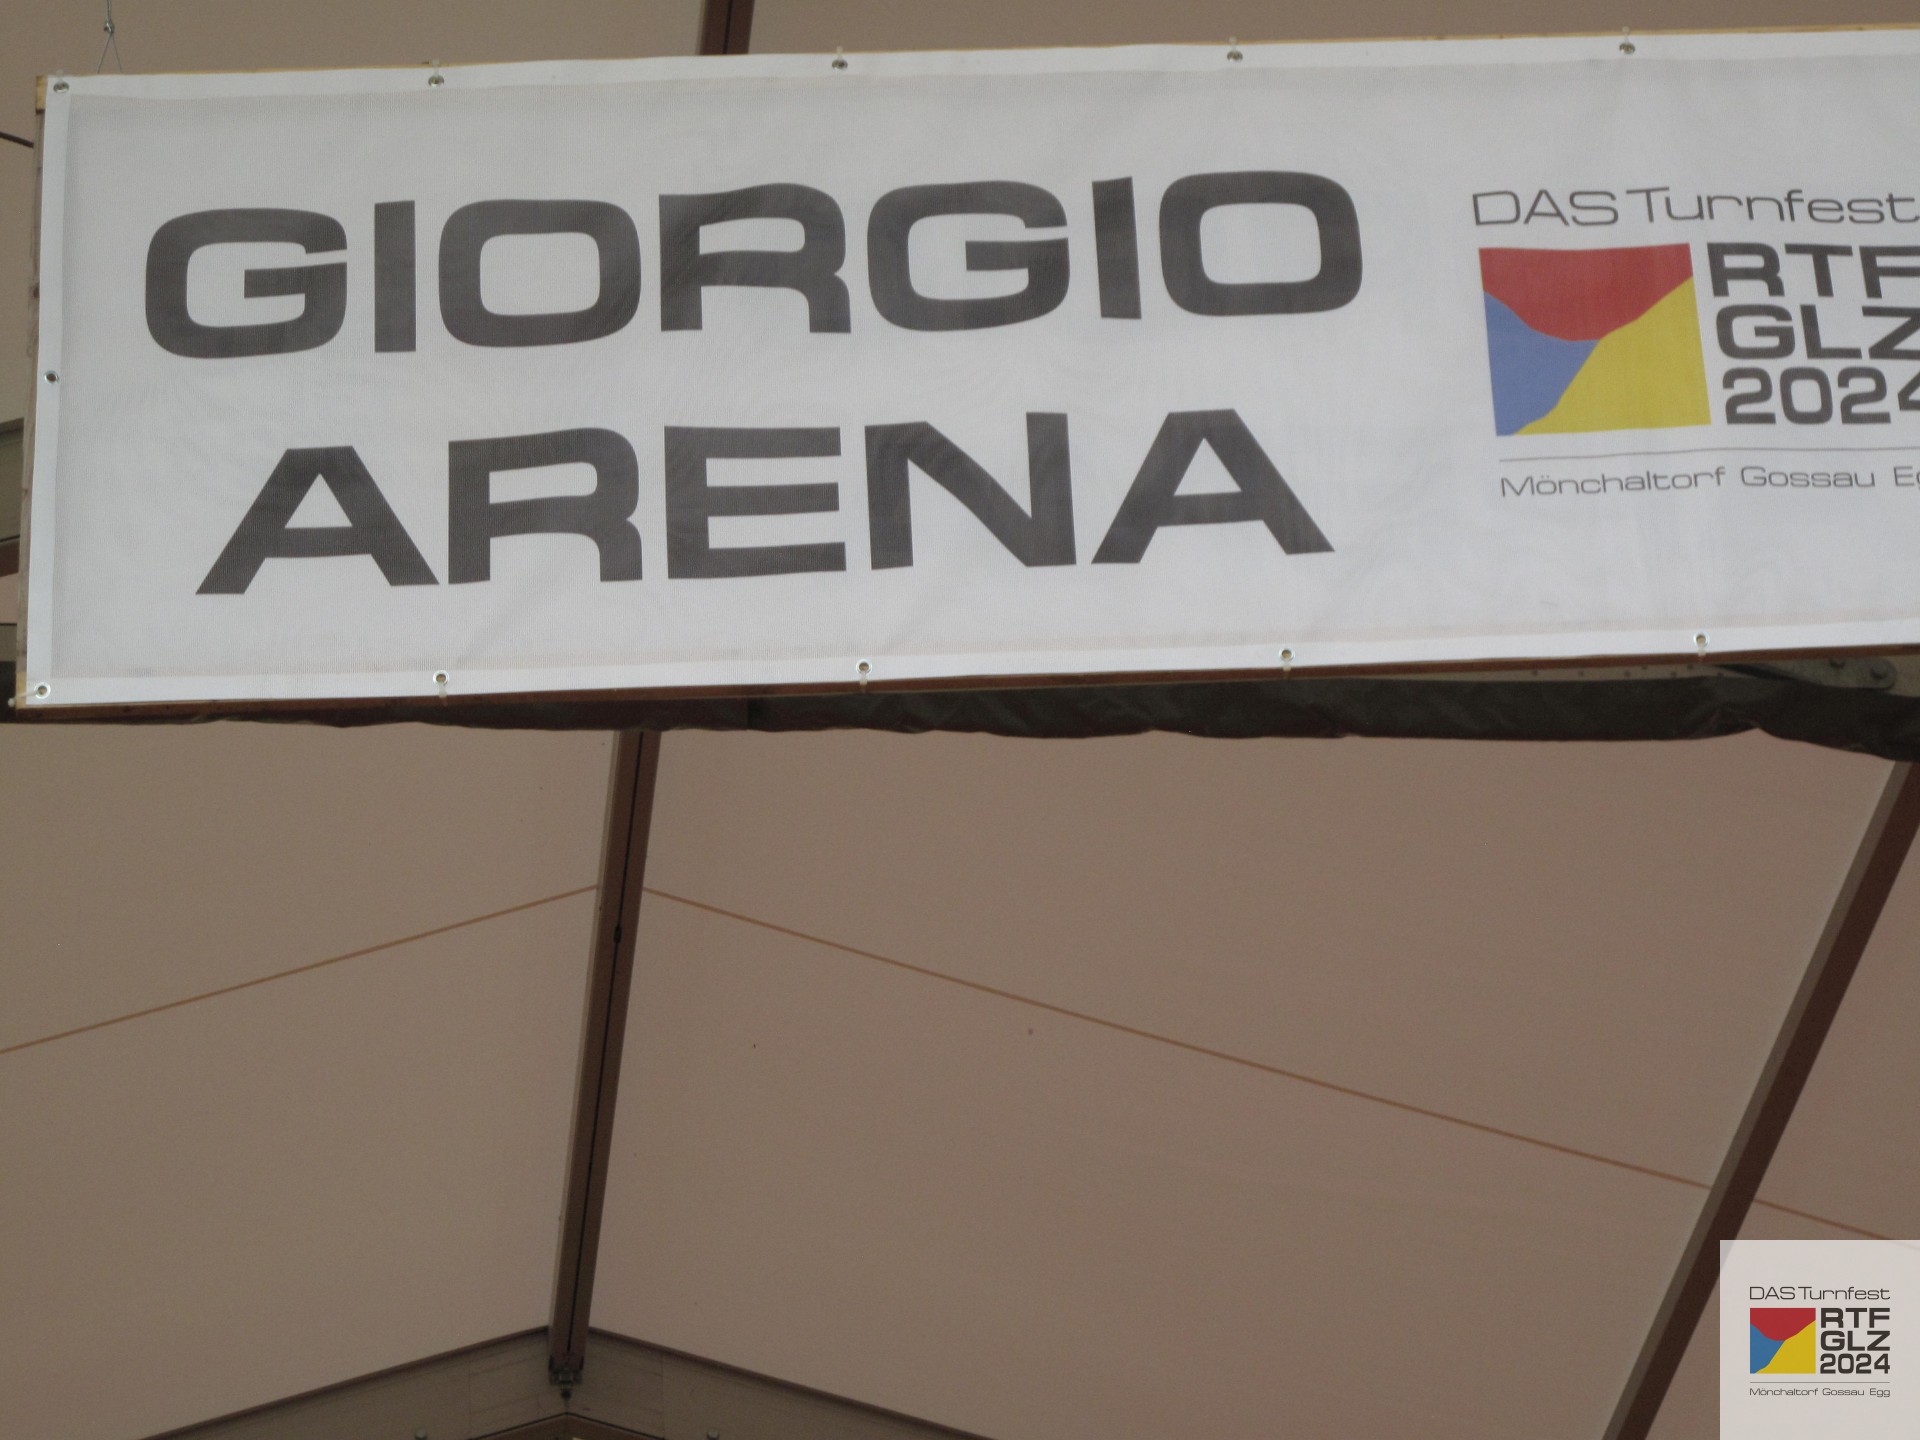 GIORGIO
ARENA
DAS Turnfest
RTF
GLZ
2024
Mönchaltorf Gossau
DAS Turnfest
RTF
GLZ
2024
Mönchaltorf Gossau Egg